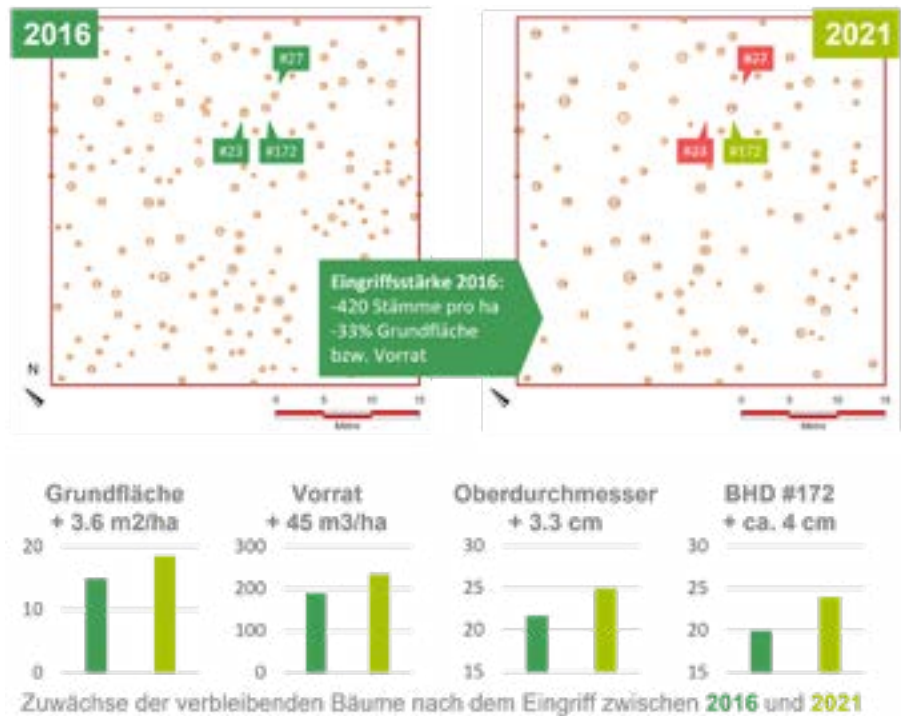 2016
2021
#27
#27
#23
#172
#23
#172
Eingriffsstärke 2016:
-420 Stämme pro ha
-33% Grundfläche
bzw. Vorrat
N
0 5 10 15
Metre
0 5 10 15
Metre
Grundfläche
+ 3.6 m2/ha
20
10
0
Vorrat
+ 45 m3/ha
300
200
100
0
Oberdurchmesser
+ 3.3 cm
30
25
20
15
BHD #172
+ ca. 4 cm
30
25
20
15
Zuwächse der verbleibenden Bäume nach dem Eingriff zwischen 2016 und 2021